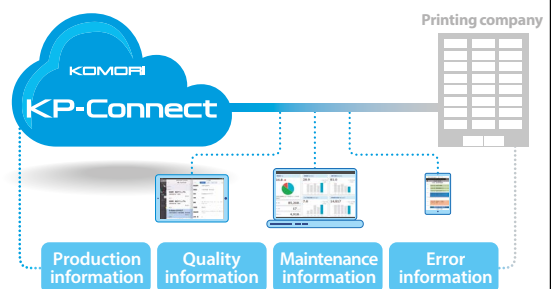 Printing company
KOMORI
KP-Connect
Production
information
Quality
information
Maintenance
information
Error
information